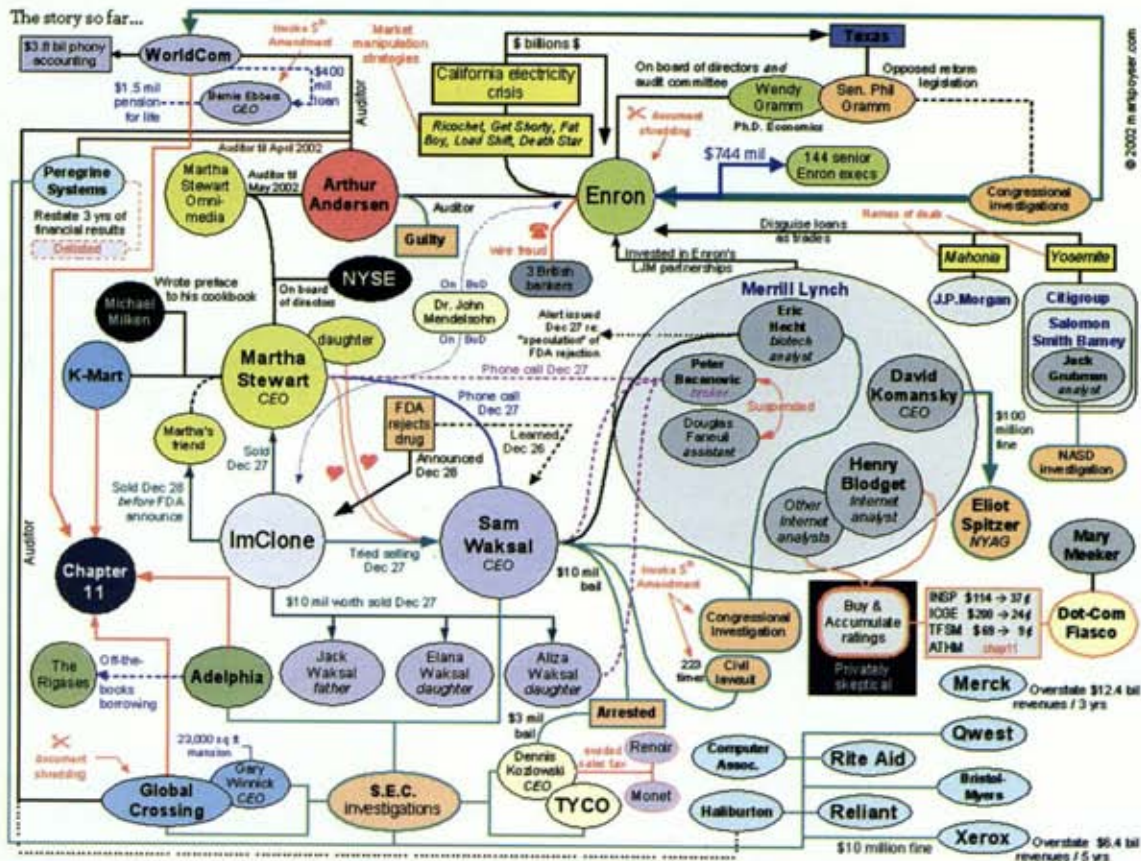 The story so far...
$3.8 bil phony
accounting
WorldCom
Invoke 5th
Amendment
$1.5 mil
pension
for life
Bernie Ebbers
CEO
$400
mil
loan
Market
manipulation
strategies
$ billions $
California electricity
crisis
Ricochet, Get Shorty, Fat
Boy, Load Shift, Death Star
Texas
On board of directors and
audit committee
Wendy
Gramm
Ph.D. Economics
Sen. Phil
Gramm
Opposed reform
legislation
© 2002 markpoyser.com
document
shredding
$744 mil
144 senior
Enron execs
Congressional
investigations
Auditor
Auditor til April 2002
Peregrine
Systems
Restate 3 yrs of
financial results
Delisted
Martha
Stewart
Omni-
media
Auditor til
May 2002
Arthur
Andersen
Auditor
Guilty
Enron
wire fraud
3 British
bankers
Invested in Enron's
LJM partnerships
Disguise loans
as trades
Names of death
Mahonia
Yosemite
J.P.Morgan
Citigroup
Salomon
Smith Barney
Jack
Grubman
analyst
NASD
investigation
Michael
Milken
Wrote preface
to his cookbook
On board
of directors
NYSE
On BoD
Dr. John
Mendelsohn
On BoD
Merrill Lynch
Eric
Hecht
biotech
analyst
Alert issued
Dec 27 re:
"speculation" of
FDA rejection
Peter
Bacanovic
broker
Suspended
Douglas
Faneuil
assistant
David
Komansky
CEO
$100
million
fine
Henry
Blodget
Internet
analyst
Other
Internet
analysts
Eliot
Spitzer
NYAG
K-Mart
Martha
Stewart
CEO
daughter
Martha's
friend
Phone call Dec 27
Phone call
Dec 27
FDA
rejects
drug
Learned
Dec 26
Announced
Dec 28
Sold
Dec 27
Sold Dec 28
before FDA
announce
ImClone
Tried selling
Dec 27
Sam
Waksal
CEO
$10 mil
bail
Invoke 5th
Amendment
Congressional
Investigation
223
times
Civil
lawsuit
Mary
Meeker
Buy &
Accumulate
ratings
Privately
skeptical
INSP $114 → 37¢
ICGE $200 → 24¢
TFSM $69 → 9¢
ATHM chap11
Dot-Com
Fiasco
Auditor
Chapter
11
$10 mil worth sold Dec 27
Jack
Waksal
father
Elana
Waksal
daughter
Aliza
Waksal
daughter
The
Rigases
Off-the-
books
borrowing
Adelphia
Arrested
$3 mil
bail
Dennis
Kozlowski
CEO
TYCO
evaded
sales tax
Renoir
Monet
document
shredding
23,000 sq ft
mansion
Gary
Winnick
CEO
Global
Crossing
S.E.C.
investigations
Merck
Overstate $12.4 bil
revenues / 3 yrs
Computer
Assoc.
Rite Aid
Qwest
Haliburton
Reliant
Bristol-
Myers
$10 million fine
Xerox
Overstate $6.4 bil
revenues / 5 yrs